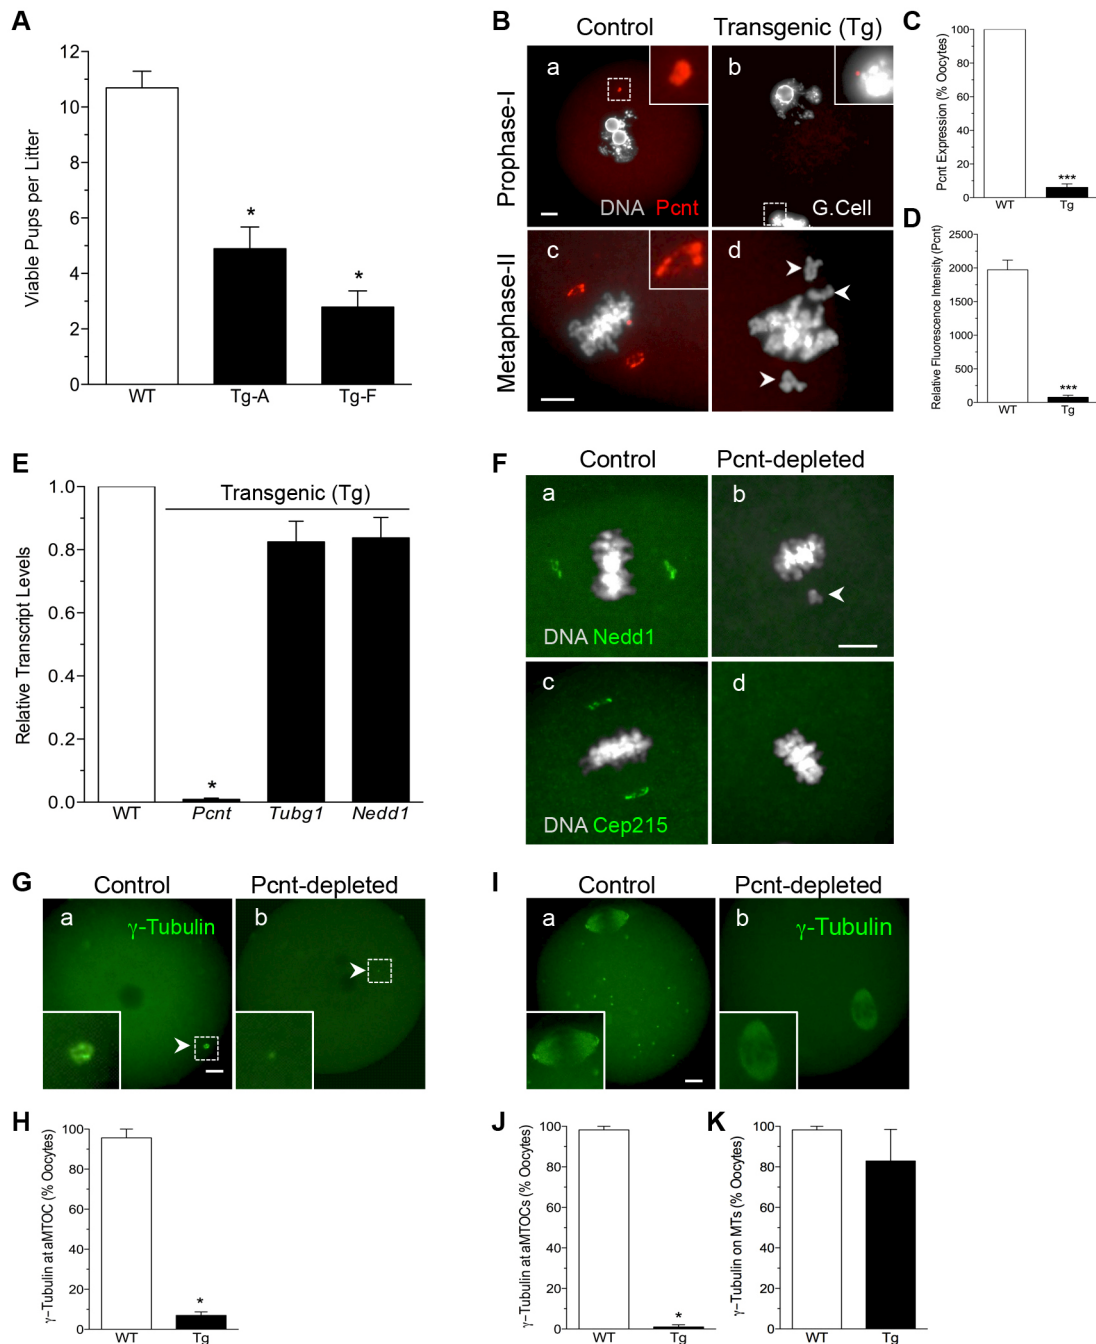 A
Viable Pups per Litter
12
10
8
6
4
2
0
*
*
WT Tg-A Tg-F
B
Control Transgenic (Tg)
Prophase-I
Metaphase-II
a
b
DNA Pcnt
G.Cell
c
d
C
Pcnt Expression (% Oocytes)
100
80
60
40
20
0
***
WT Tg
D
Relative Fluorescence Intensity (Pcnt)
2500
2000
1500
1000
500
250
0
***
WT Tg
E
Relative Transcript Levels
1.0
0.8
0.6
0.4
0.2
0.0
Transgenic (Tg)
*
WT Pcnt Tubg1 Nedd1
F
Control Pcnt-depleted
a
b
DNA Nedd1
c
d
DNA Cep215
G
Control Pcnt-depleted
a
b
γ-Tubulin
H
γ-Tubulin at aMTOC (% Oocytes)
100
80
60
40
20
0
*
WT Tg
I
Control Pcnt-depleted
a
b
γ-Tubulin
J
γ-Tubulin at aMTOCs (% Oocytes)
100
80
60
40
20
0
*
WT Tg
K
γ-Tubulin on MTs (% Oocytes)
100
80
60
40
20
0
WT Tg